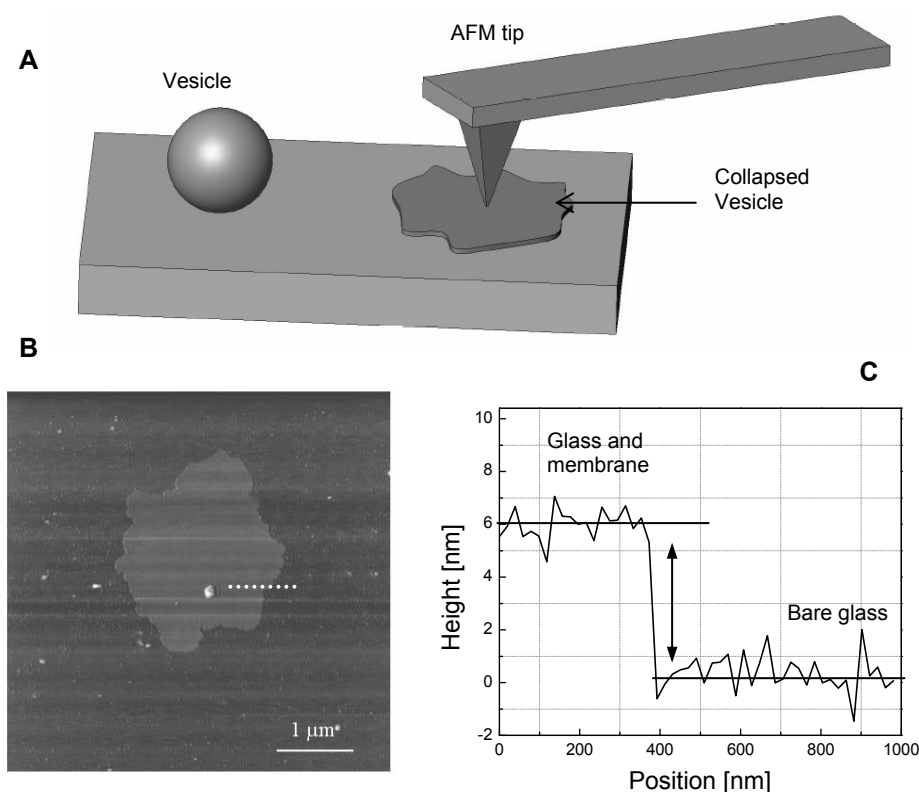 A
AFM tip
Vesicle
Collapsed
Vesicle
B
1 μm
C
10
8
6
4
2
0
-2
Height [nm]
Glass and
membrane
Bare glass
0 200 400 600 800 1000
Position [nm]